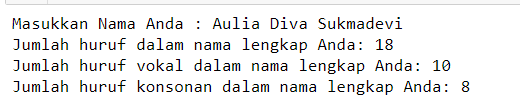 Masukkan Nama Anda : Aulia Diva Sukmadevi
Jumlah huruf dalam nama lengkap Anda: 18
Jumlah huruf vokal dalam nama lengkap Anda: 10
Jumlah huruf konsonan dalam nama lengkap Anda: 8